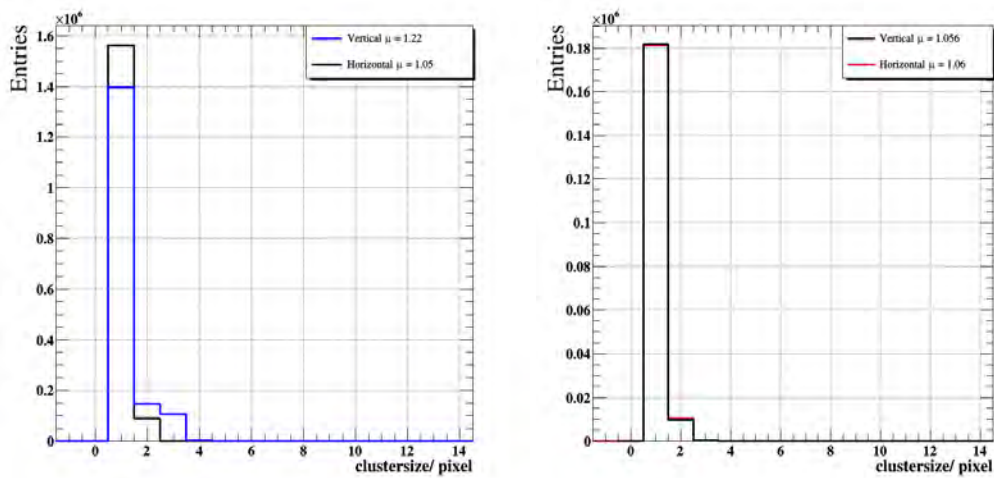 ×10⁶
Entries
1.6
1.4
1.2
1
0.8
0.6
0.4
0.2
0
Vertical μ = 1.22
Horizontal μ = 1.05
0 2 4 6 8 10 12 14
clustersize/ pixel
×10⁶
Entries
0.18
0.16
0.14
0.12
0.1
0.08
0.06
0.04
0.02
0
Vertical μ = 1.056
Horizontal μ = 1.06
0 2 4 6 8 10 12 14
clustersize/ pixel